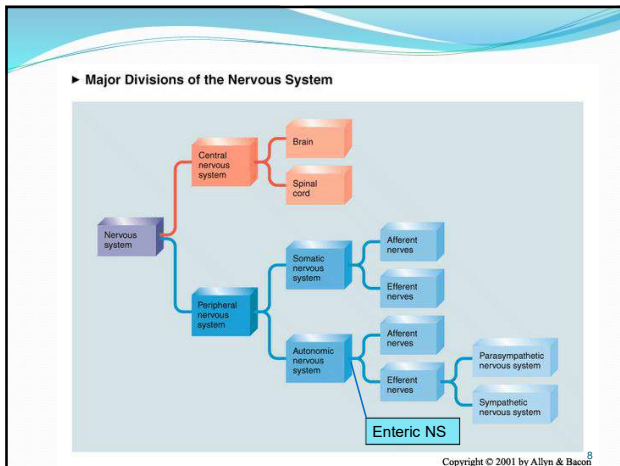 ► Major Divisions of the Nervous System
Brain
Central
nervous
system
Spinal
cord
Nervous
system
Somatic
nervous
system
Afferent
nerves
Efferent
nerves
Peripheral
nervous
system
Autonomic
nervous
system
Afferent
nerves
Efferent
nerves
Parasympathetic
nervous system
Sympathetic
nervous system
Enteric NS
Copyright © 2001 by Allyn & Bacon
8